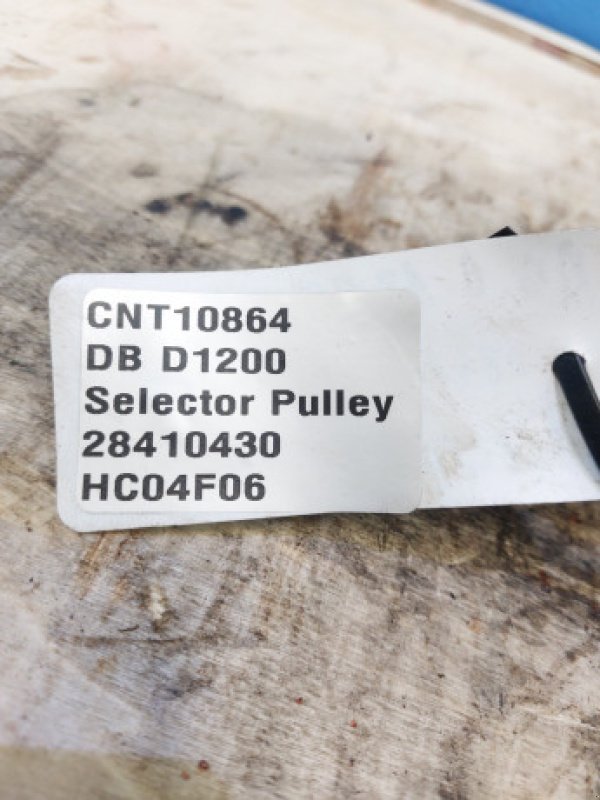 CNT10864
DB D1200
Selector Pulley
28410430
HC04F06